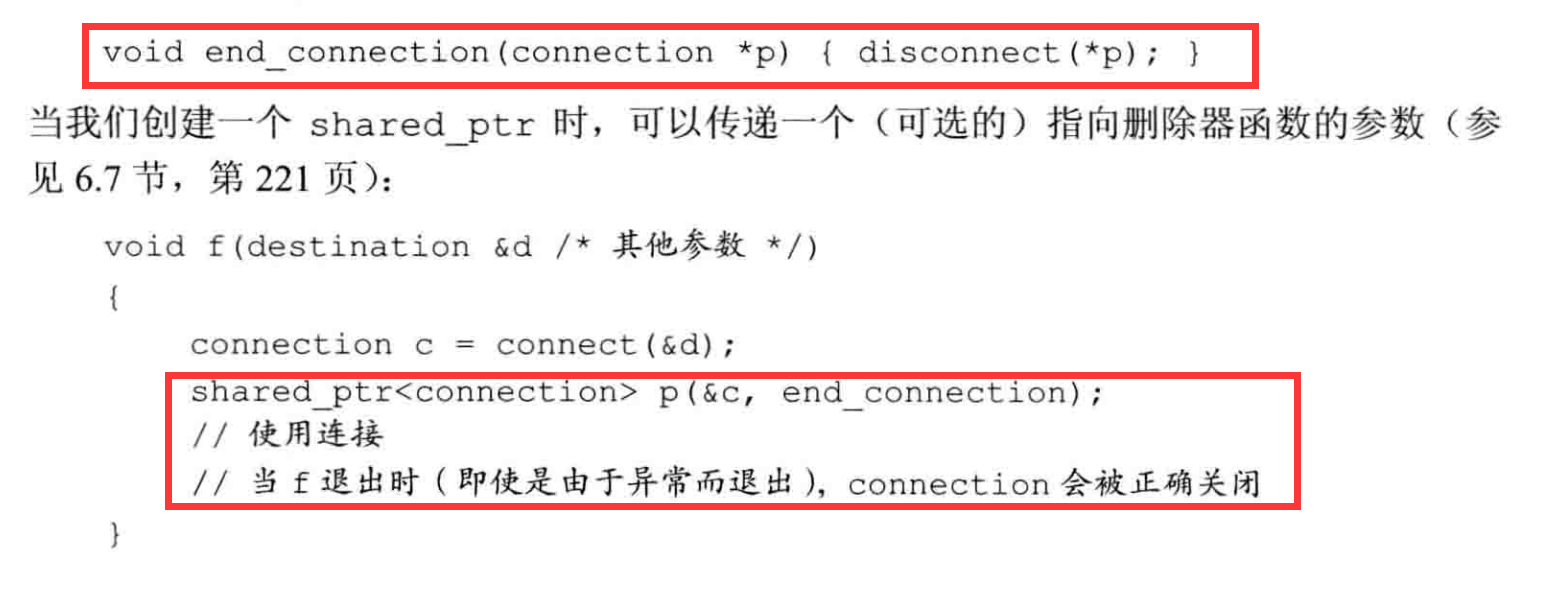 void end_connection(connection *p) { disconnect(*p); }
当我们创建一个 shared_ptr 时，可以传递一个（可选的）指向删除器函数的参数（参
见 6.7 节，第 221 页）：
void f(destination &d /* 其他参数 */)
{
connection c = connect(&d);
shared_ptr<connection> p(&c, end_connection);
// 使用连接
// 当 f 退出时（即使是由于异常而退出），connection 会被正确关闭
}